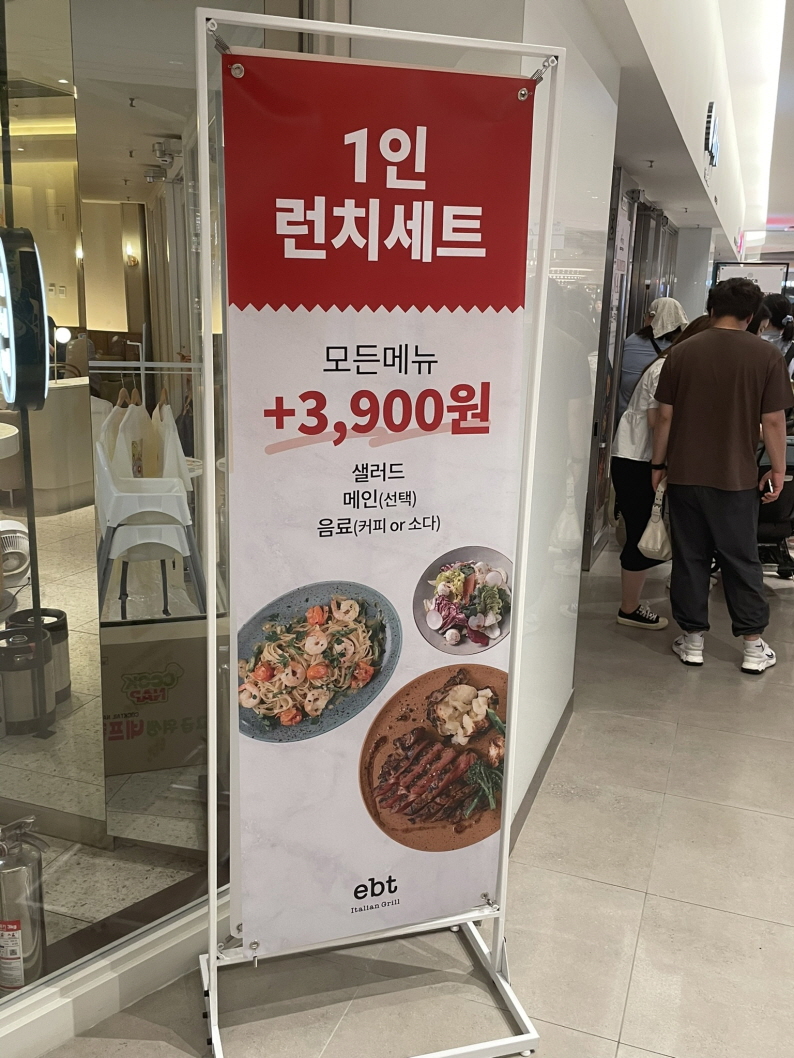 1인
런치세트
모든메뉴
+3,900원
샐러드
메인(선택)
음료(커피 or 소다)
ebt
Italian Grill